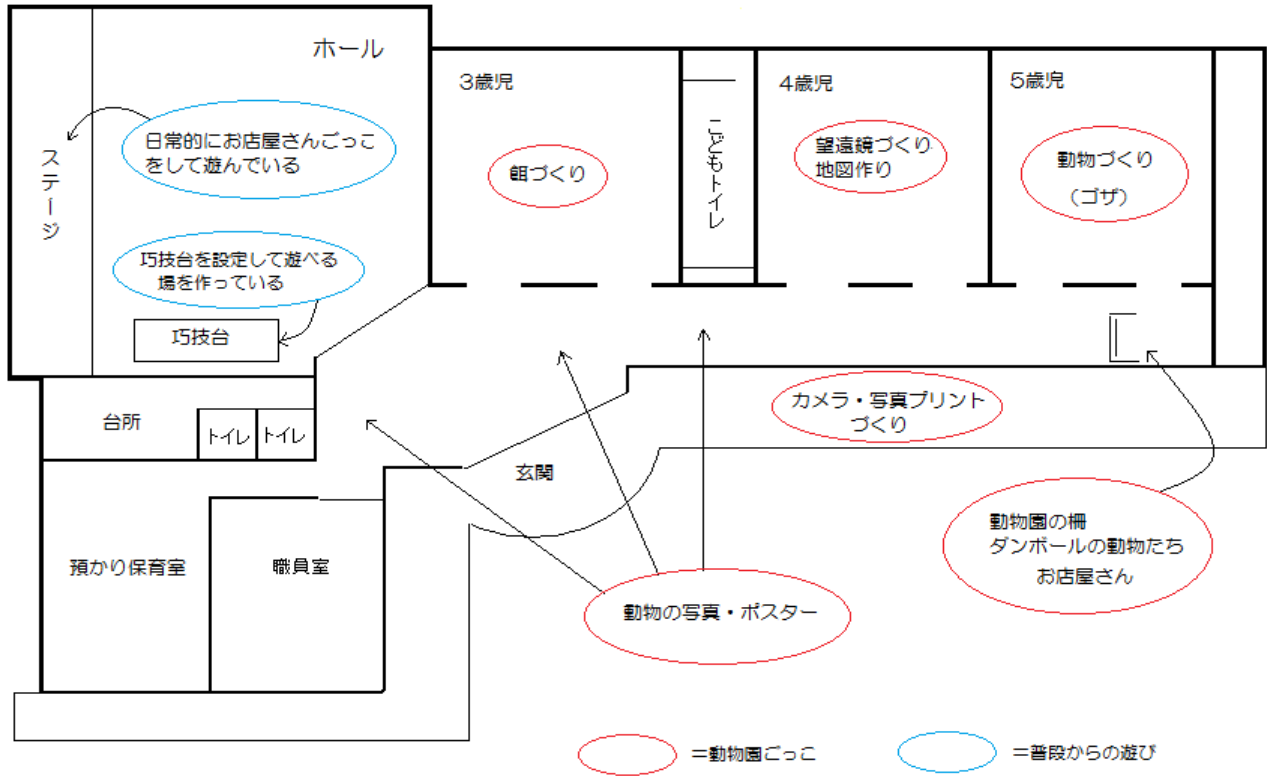 ホール
3歳児
4歳児
5歳児
日常的にお店屋さんごっこ
をして遊んでいる
ステージ
餌づくり
こどもトイレ
望遠鏡づくり
地図作り
動物づくり
(ゴザ)
巧技台を設定して遊べる
場を作っている
巧技台
台所
トイレ
トイレ
カメラ・写真プリント
づくり
玄関
預かり保育室
職員室
動物園の柵
ダンボールの動物たち
お店屋さん
動物の写真・ポスター
=動物園ごっこ
=普段からの遊び